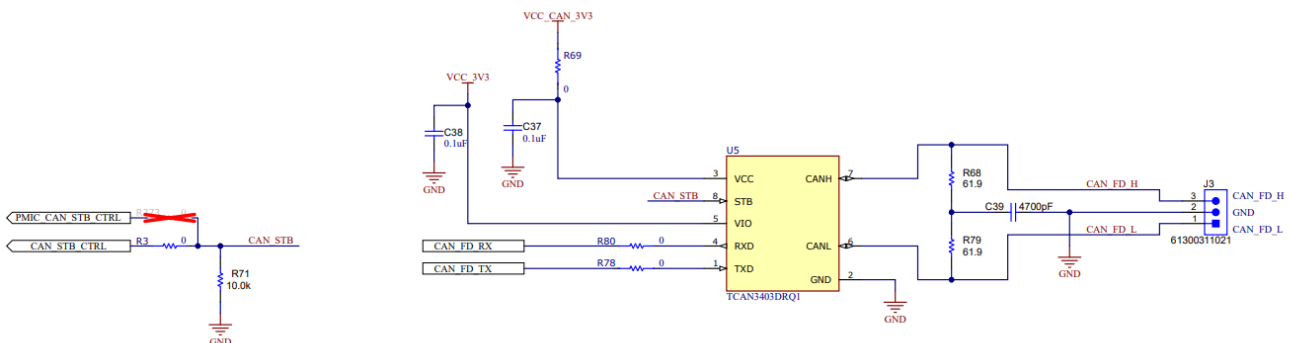 VCC_CAN_3V3
R69
0
VCC_3V3
C38
0.1uF
GND
C37
0.1uF
GND
U5
3 VCC CANH 7
CAN_STB 8 STB
5 VIO
CAN_FD_RX R80 0 4 RXD CANL 6
CAN_FD_TX R78 0 1 TXD
GND 2
TCAN3403DRQ1
GND
R68
61.9
C39 4700pF
R79
61.9
GND
CAN_FD_H
CAN_FD_L
J3
3 CAN_FD_H
2 GND
1 CAN_FD_L
61300311021
PMIC_CAN_STB_CTRL 0
CAN_STB_CTRL R3 0 CAN_STB
R71
10.0k
GND